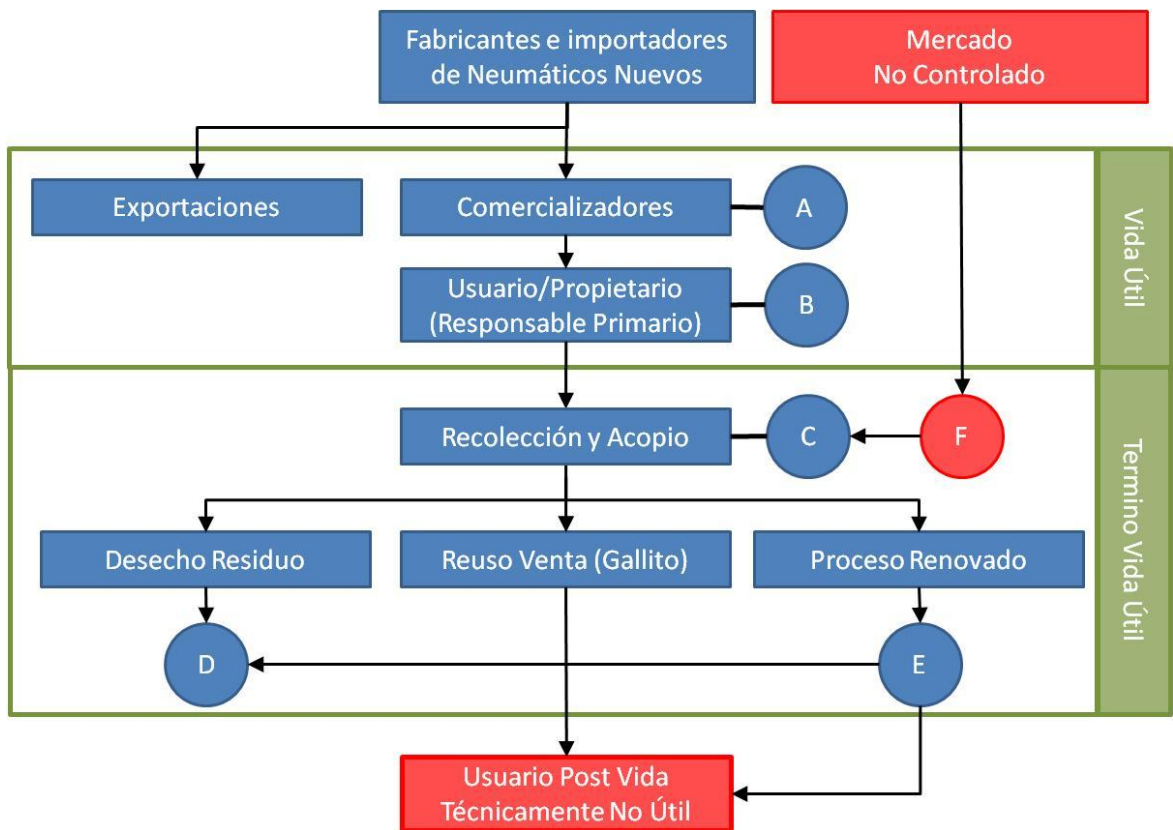 Fabricantes e importadores
de Neumáticos Nuevos
Mercado
No Controlado
Exportaciones
Comercializadores
A
Usuario/Propietario
(Responsable Primario)
B
Vida Útil
Recolección y Acopio
C
F
Desecho Residuo
Reuso Venta (Gallito)
Proceso Renovado
D
E
Termino Vida Útil
Usuario Post Vida
Técnicamente No Útil